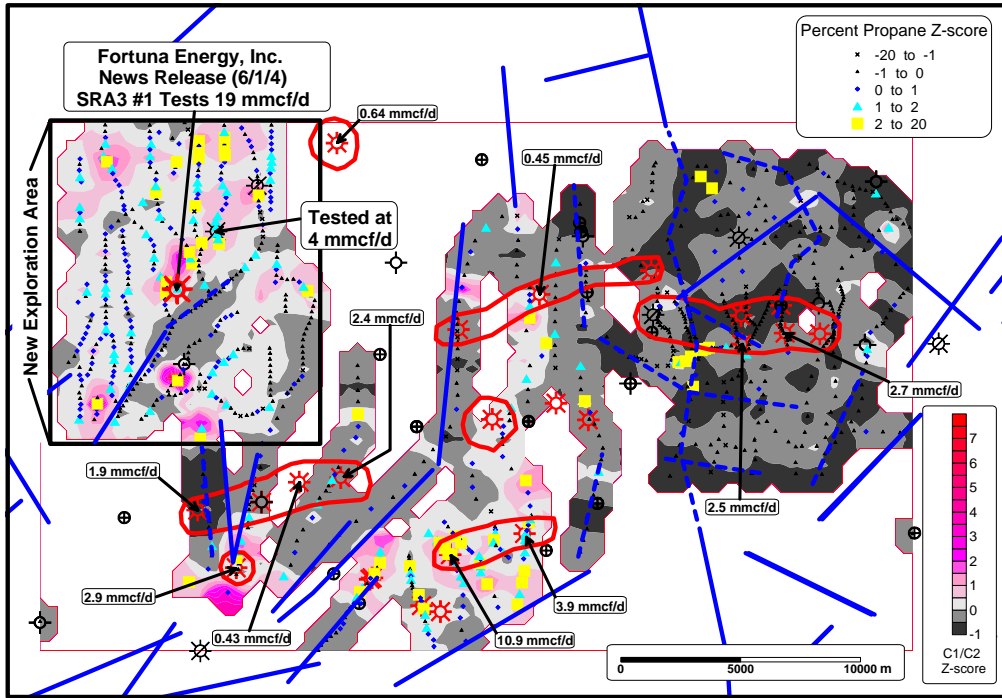 Fortuna Energy, Inc.
News Release (6/1/4)
SRA3 #1 Tests 19 mmcf/d
Percent Propane Z-score
-20 to -1
-1 to 0
0 to 1
1 to 2
2 to 20
0.64 mmcf/d
0.45 mmcf/d
New Exploration Area
Tested at
4 mmcf/d
2.4 mmcf/d
2.7 mmcf/d
1.9 mmcf/d
2.5 mmcf/d
2.9 mmcf/d
0.43 mmcf/d
3.9 mmcf/d
10.9 mmcf/d
7
6
5
4
3
2
1
0
-1
C1/C2
Z-score
0 5000 10000 m